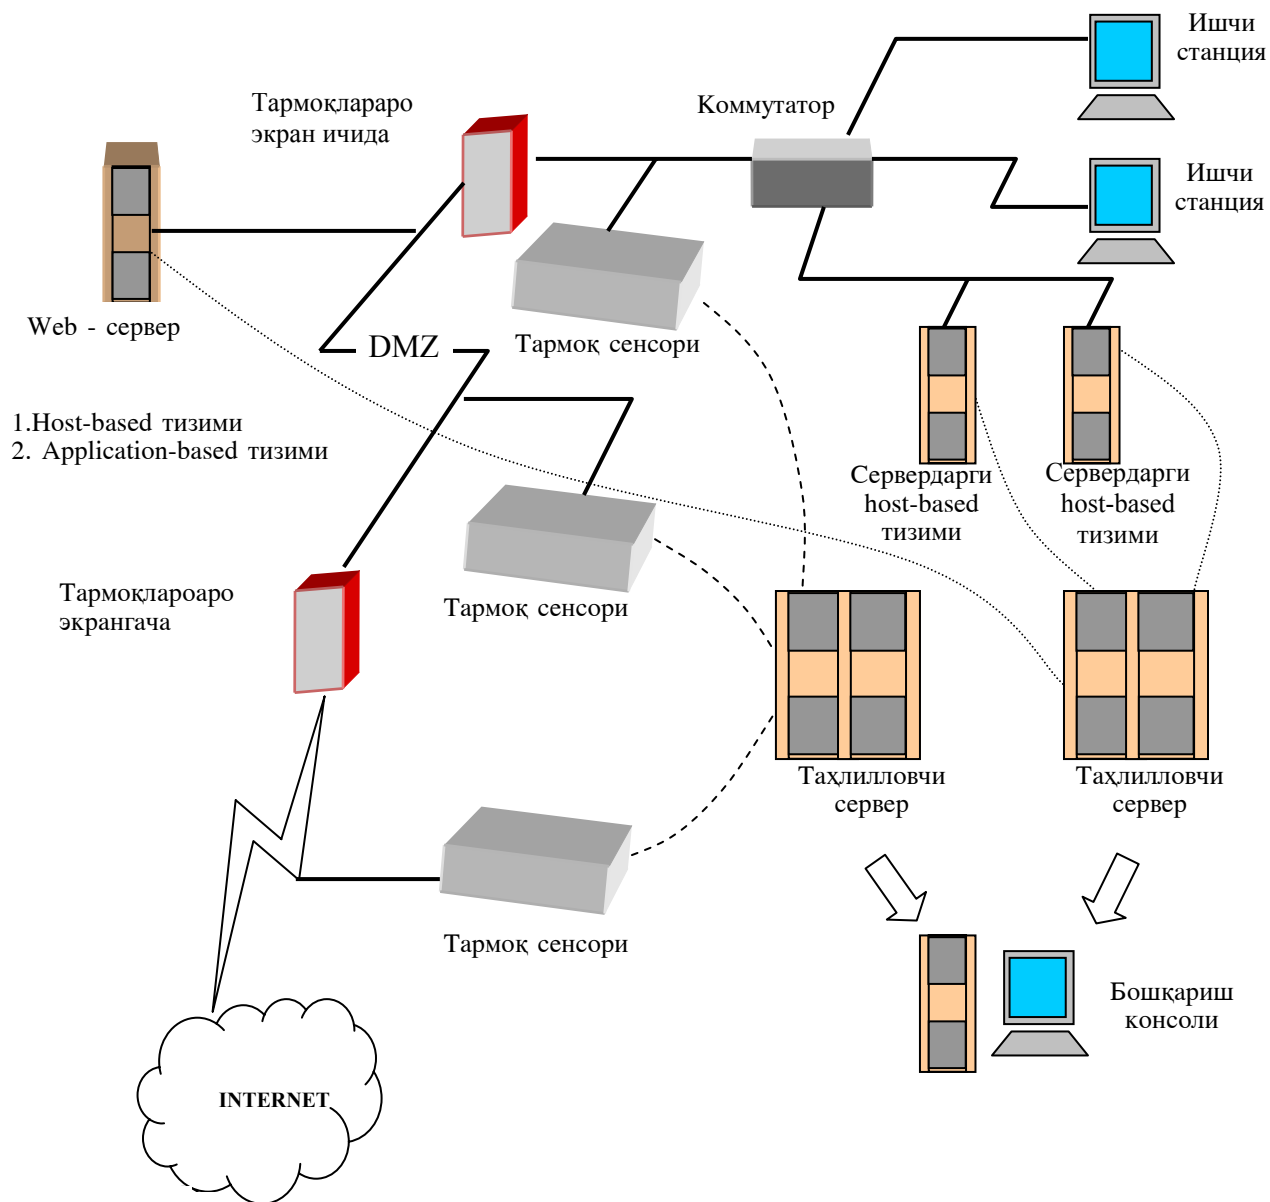 Ишчи
станция
Тармоқлараро
экран ичида
Коммутатор
Ишчи
станция
Web - сервер
DMZ
Тармоқ сенсори
1.Host-based тизими
2. Application-based тизими
Сервердарги
host-based
тизими
Сервердарги
host-based
тизими
Тармоқлароаро
экрангача
Тармоқ сенсори
Таҳлилловчи
сервер
Таҳлилловчи
сервер
Тармоқ сенсори
Бошқариш
консоли
INTERNET